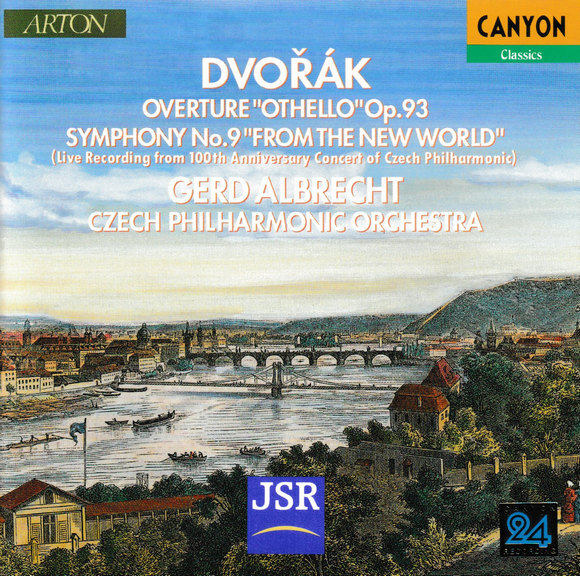 ARTON
CANYON
Classics
DVOŘÁK
OVERTURE "OTHELLO" Op.93
SYMPHONY No.9 "FROM THE NEW WORLD"
(Live Recording from 100th Anniversary Concert of Czech Philharmonic)
GERD ALBRECHT
CZECH PHILHARMONIC ORCHESTRA
JSR
24